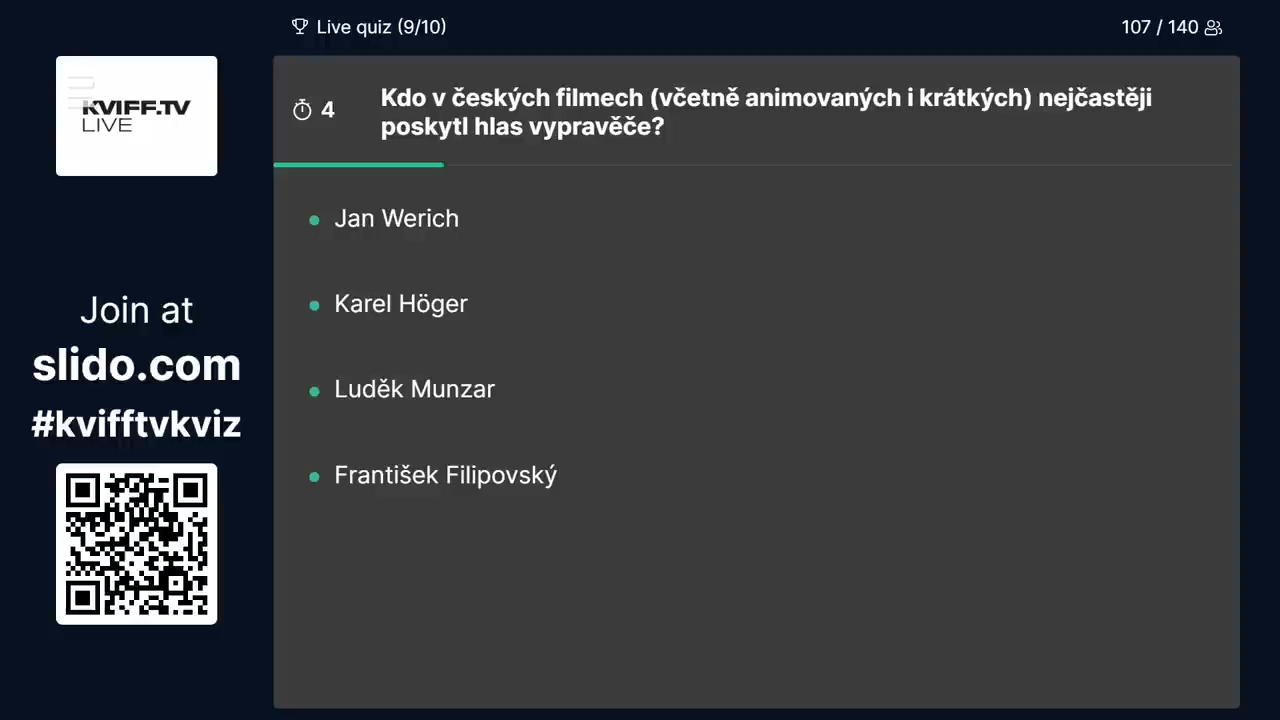 Live quiz (9/10)
107 / 140
KVIFF.TV
LIVE
4
Kdo v českých filmech (včetně animovaných i krátkých) nejčastěji
poskytl hlas vypravěče?
Jan Werich
Karel Höger
Luděk Munzar
František Filipovský
Join at
slido.com
#kvifftvkviz